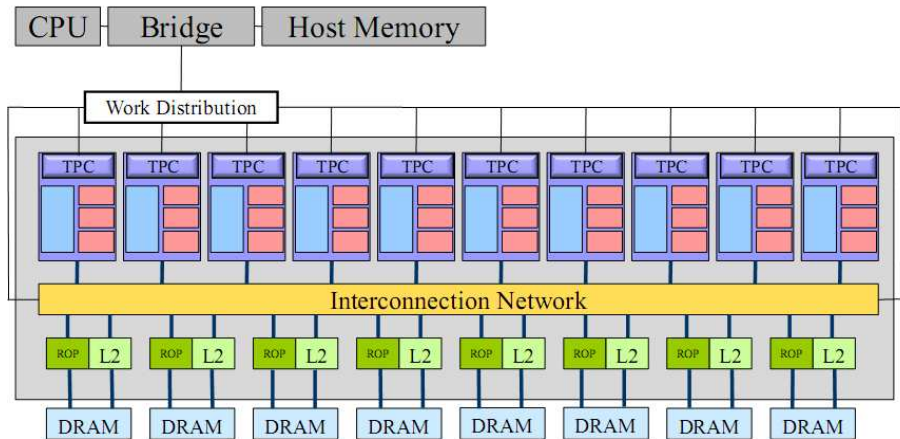 CPU Bridge Host Memory
Work Distribution
TPC TPC TPC TPC TPC TPC TPC TPC TPC TPC
Interconnection Network
ROP L2 ROP L2 ROP L2 ROP L2 ROP L2 ROP L2 ROP L2 ROP L2
DRAM DRAM DRAM DRAM DRAM DRAM DRAM DRAM